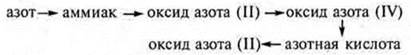 азот → аммиак → оксид азота (II) → оксид азота (IV)
↓
оксид азота (II) ← азотная кислота